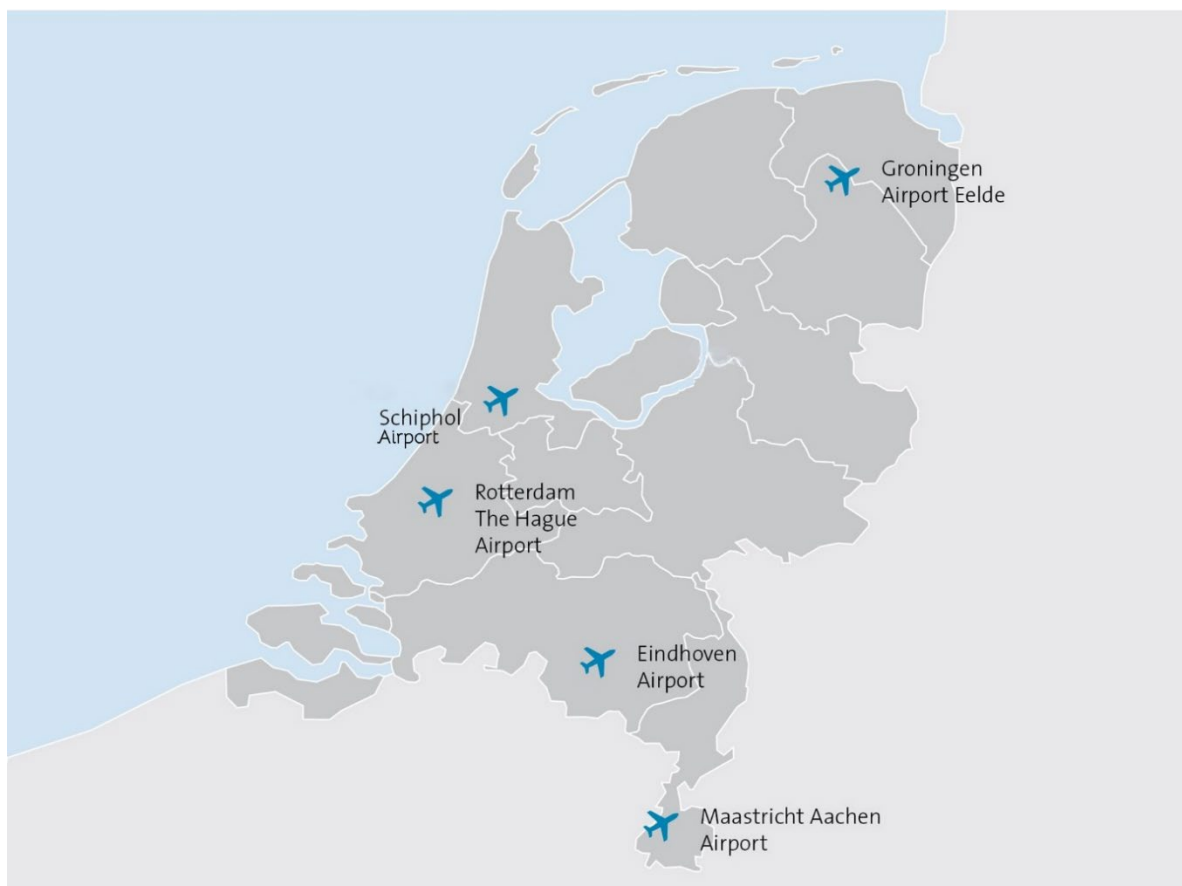 Groningen
Airport Eelde
Schiphol
Airport
Rotterdam
The Hague
Airport
Eindhoven
Airport
Maastricht Aachen
Airport